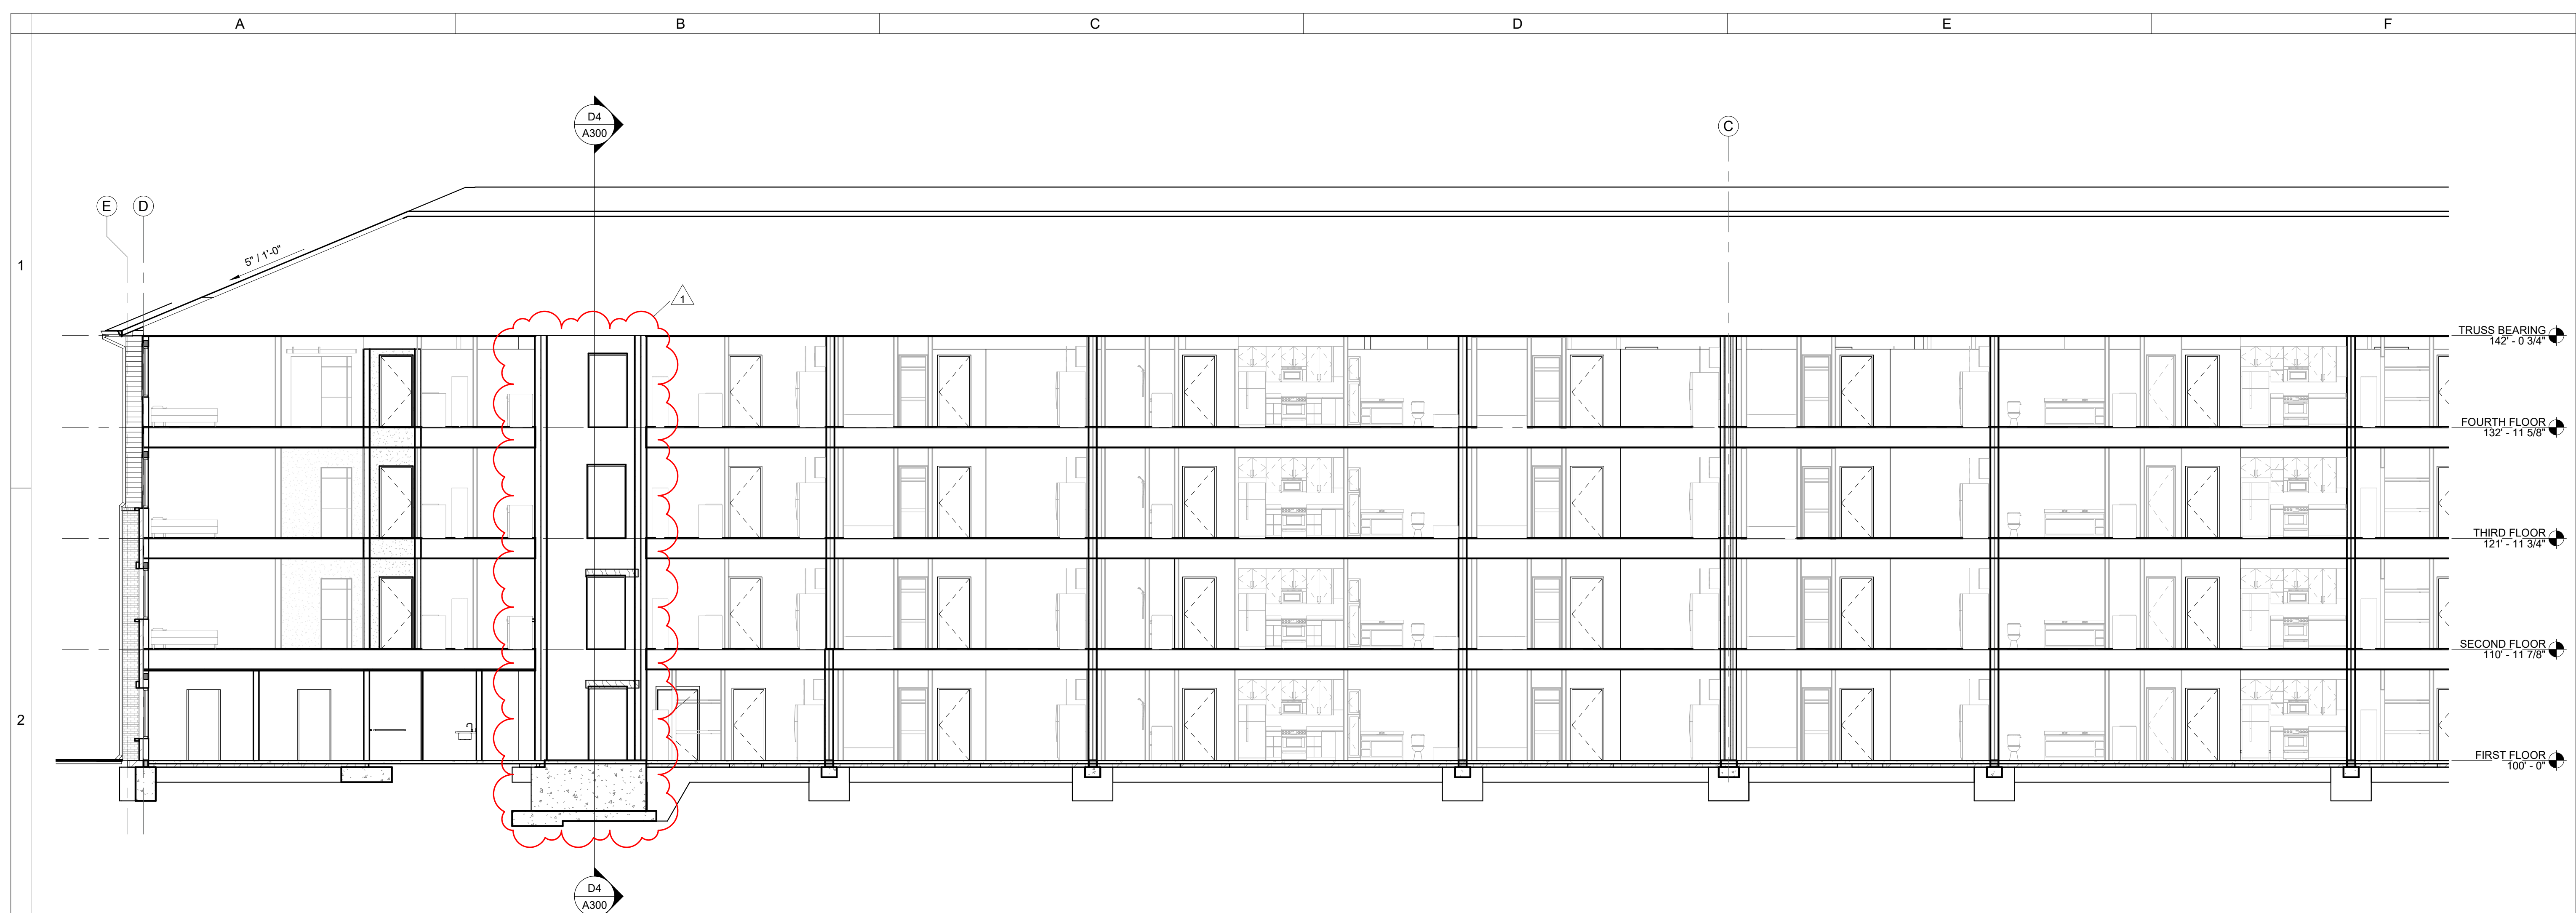 A B C D E F
D4
A300
C
E D
1
5" / 1'-0"
1
TRUSS BEARING
142' - 0 3/4"
FOURTH FLOOR
132' - 11 5/8"
THIRD FLOOR
121' - 11 3/4"
SECOND FLOOR
110' - 11 7/8"
2
FIRST FLOOR
100' - 0"
D4
A300